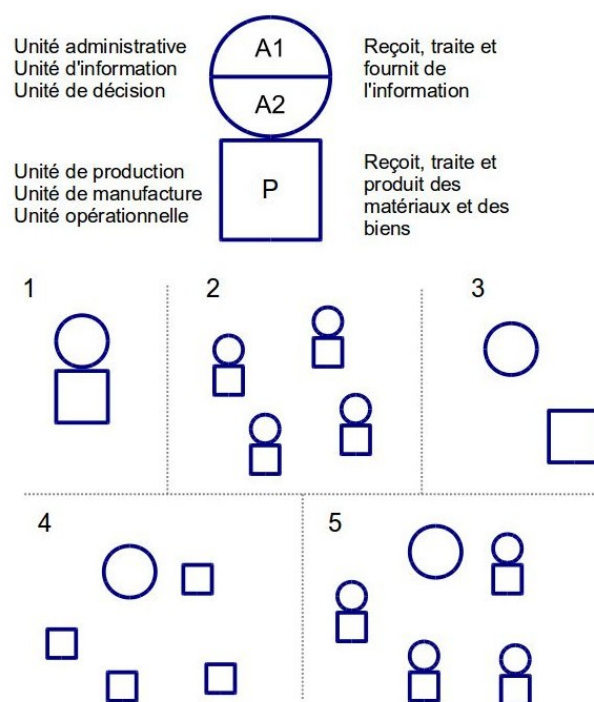 Unité administrative
Unité d'information
Unité de décision
A1
A2
Reçoit, traite et
fournit de
l'information
Unité de production
Unité de manufacture
Unité opérationnelle
P
Reçoit, traite et
produit des
matériaux et des
biens
1
2
3
4
5